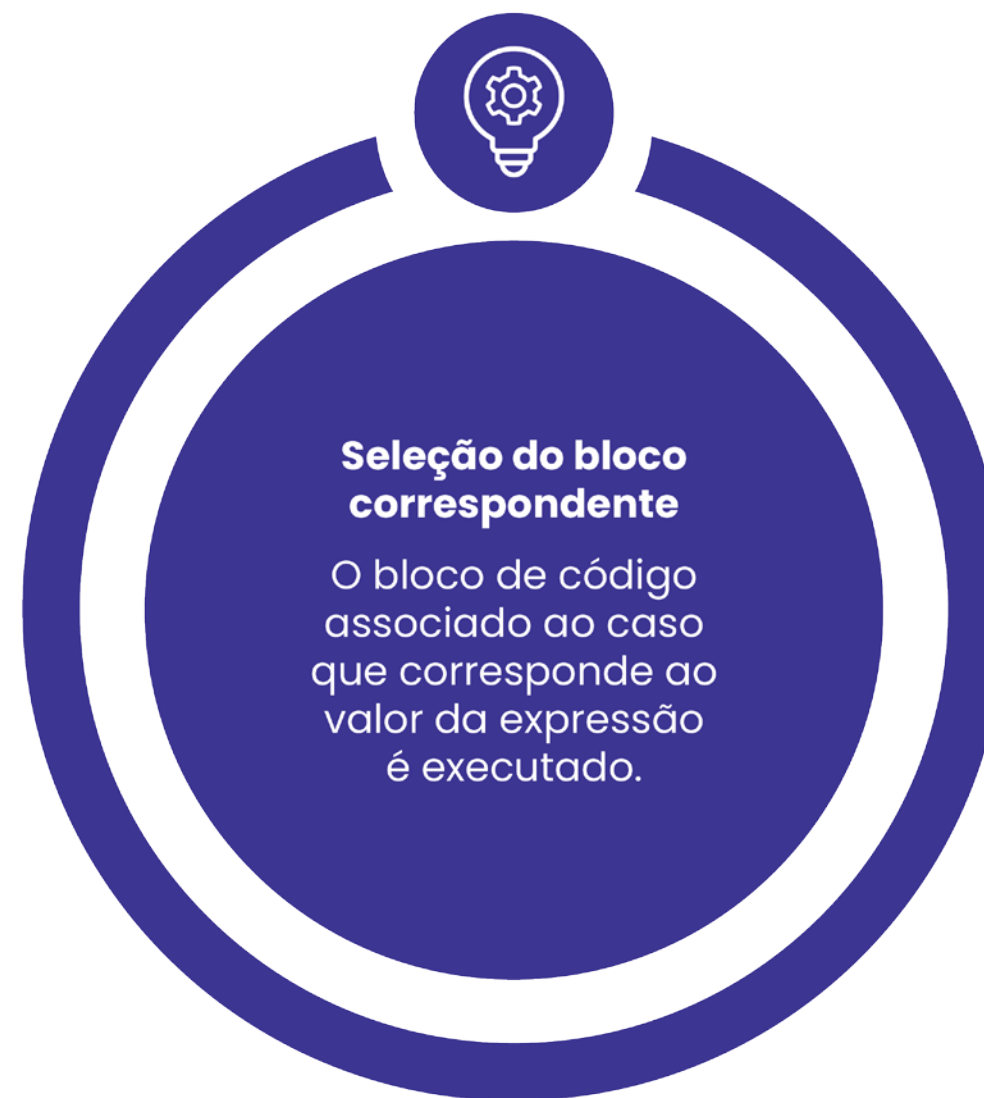 Seleção do bloco
correspondente
O bloco de código
associado ao caso
que corresponde ao
valor da expressão
é executado.